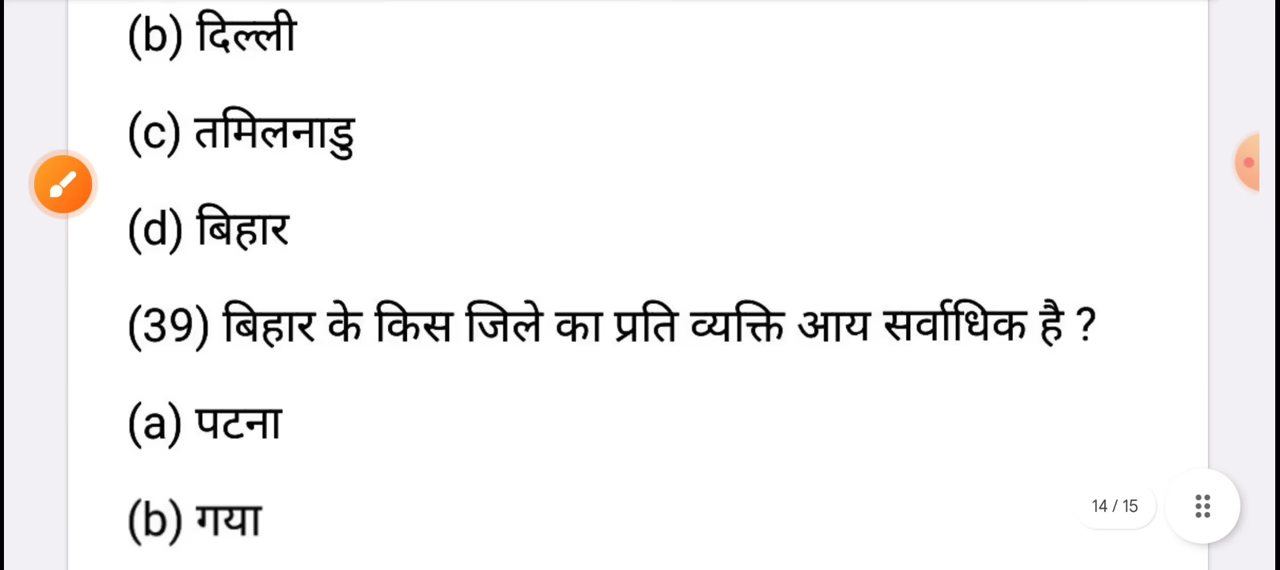 (b) दिल्ली
(c) तमिलनाडु
(d) बिहार
(39) बिहार के किस जिले का प्रति व्यक्ति आय सर्वाधिक है ?
(a) पटना
(b) गया
14 / 15